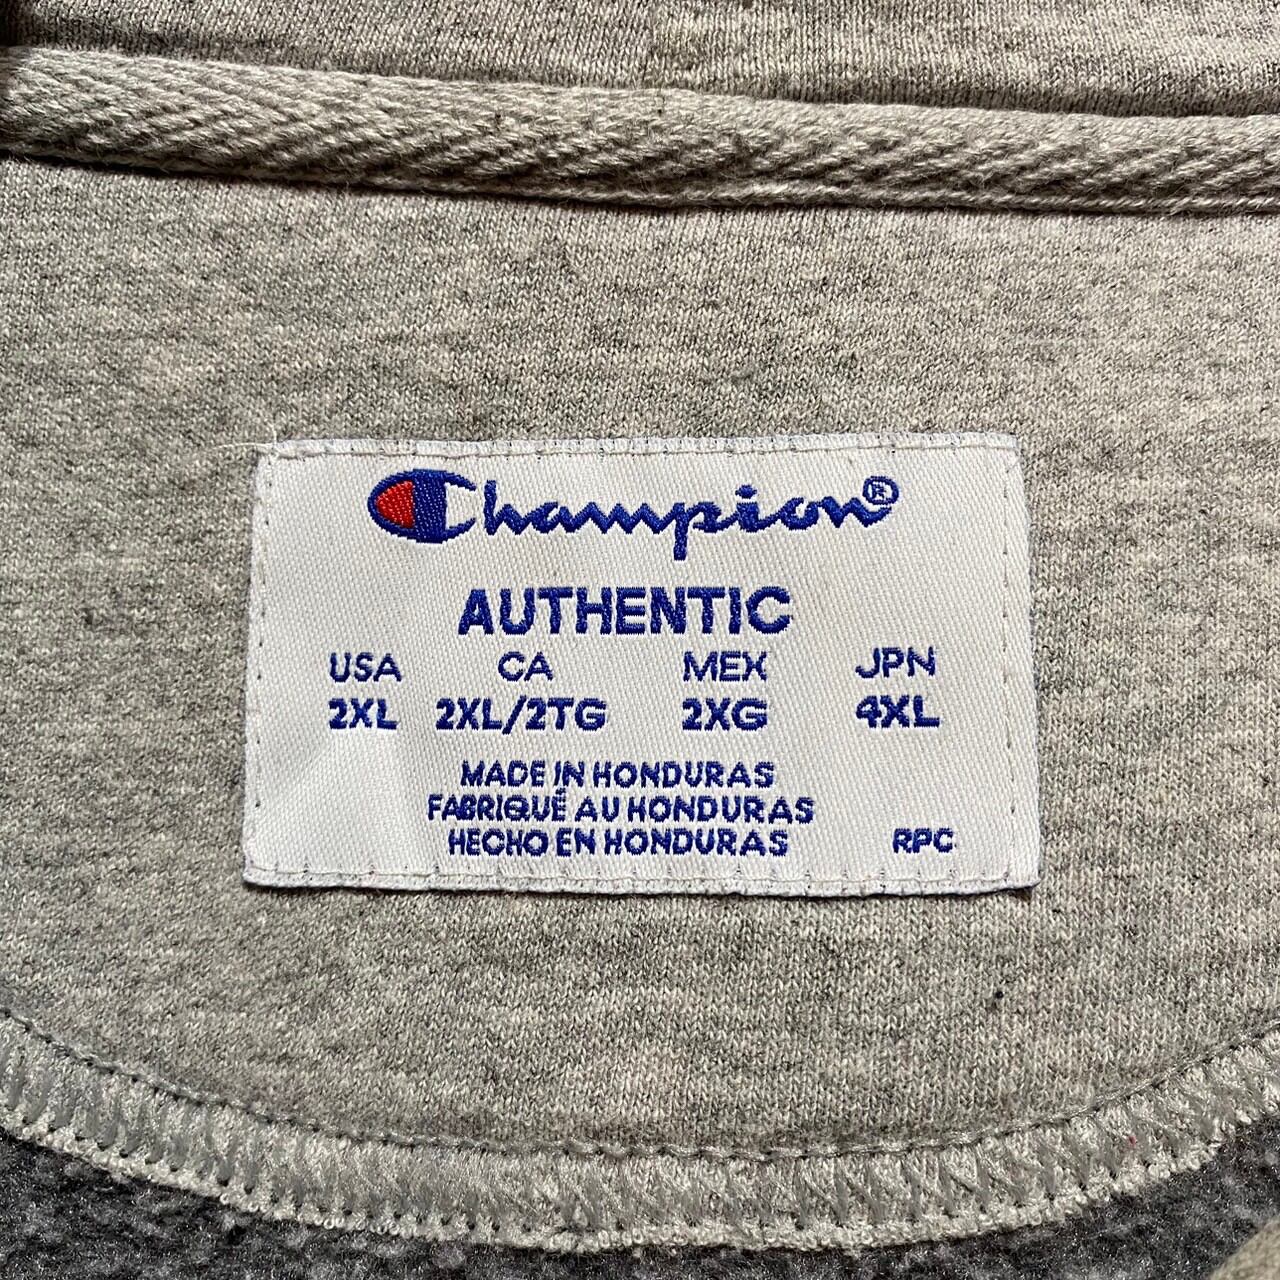 Champion®
AUTHENTIC
USA CA MEX JPN
2XL 2XL/2TG 2XG 4XL
MADE IN HONDURAS
FABRIQUÉ AU HONDURAS
HECHO EN HONDURAS RPC